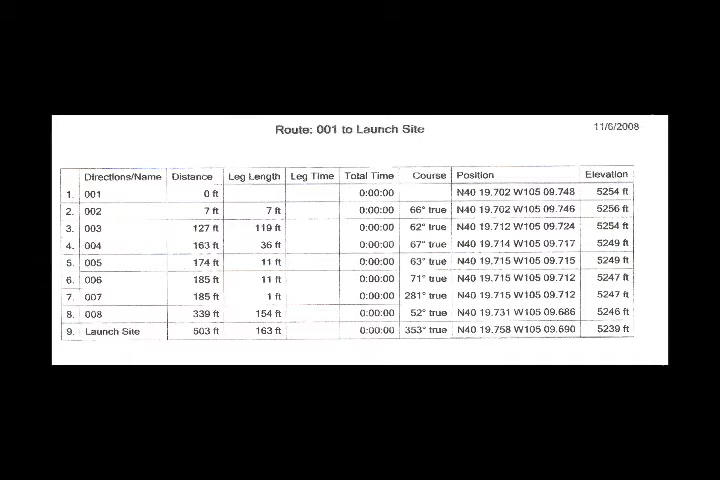 Route: 001 to Launch Site
11/6/2008
Directions/Name Distance Leg Length Leg Time Total Time Course Position Elevation
1. 001 0 ft 0:00:00 N40 19.702 W105 09.748 5254 ft
2. 002 7 ft 7 ft 0:00:00 66° true N40 19.702 W105 09.746 5256 ft
3. 003 127 ft 119 ft 0:00:00 62° true N40 19.712 W105 09.724 5254 ft
4. 004 163 ft 36 ft 0:00:00 67° true N40 19.714 W105 09.717 5249 ft
5. 005 174 ft 11 ft 0:00:00 63° true N40 19.715 W105 09.715 5249 ft
6. 006 185 ft 11 ft 0:00:00 71° true N40 19.715 W105 09.712 5247 ft
7. 007 185 ft 1 ft 0:00:00 281° true N40 19.715 W105 09.712 5247 ft
8. 008 339 ft 154 ft 0:00:00 52° true N40 19.731 W105 09.686 5246 ft
9. Launch Site 503 ft 163 ft 0:00:00 353° true N40 19.758 W105 09.690 5239 ft